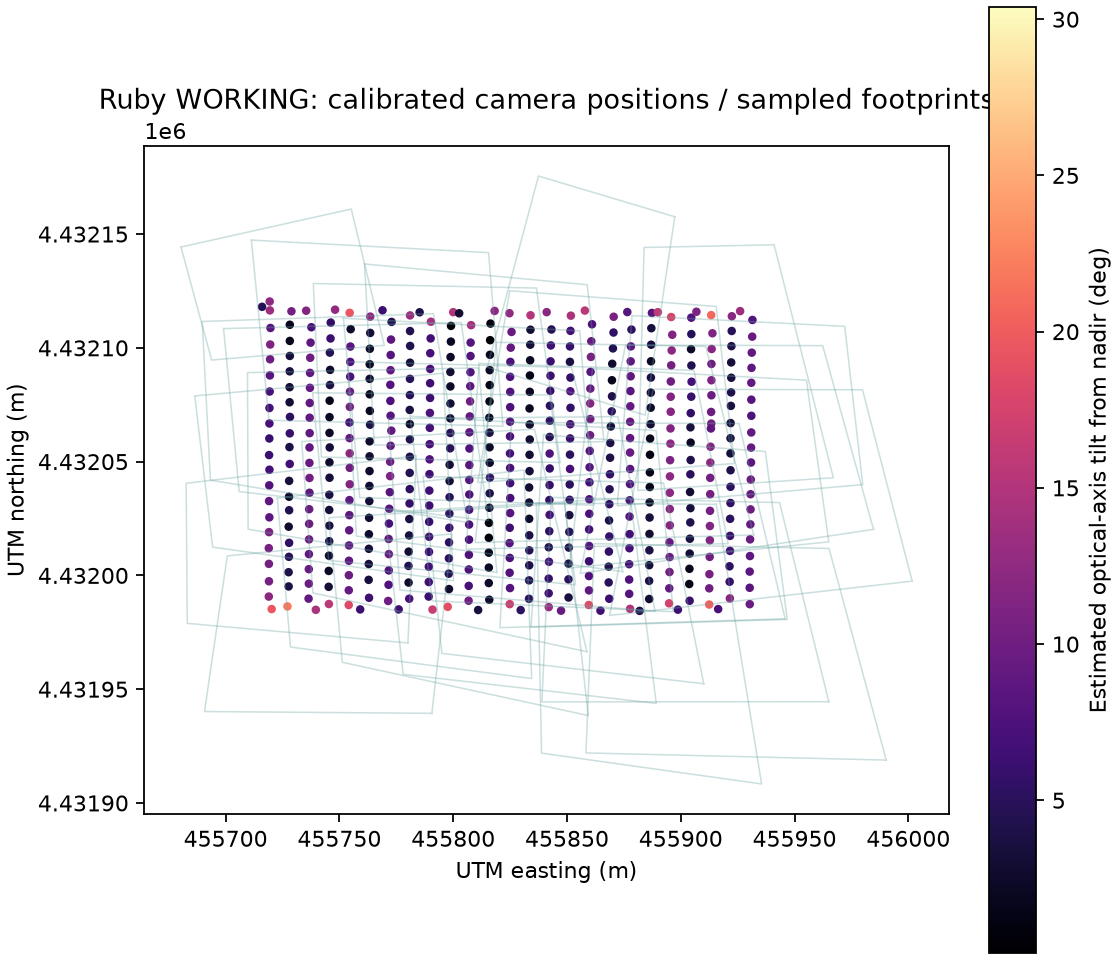 Ruby WORKING: calibrated camera positions / sampled footprints
1e6
4.43215
4.43210
4.43205
4.43200
4.43195
4.43190
UTM northing (m)
455700 455750 455800 455850 455900 455950 456000
UTM easting (m)
30
25
20
15
10
5
Estimated optical-axis tilt from nadir (deg)